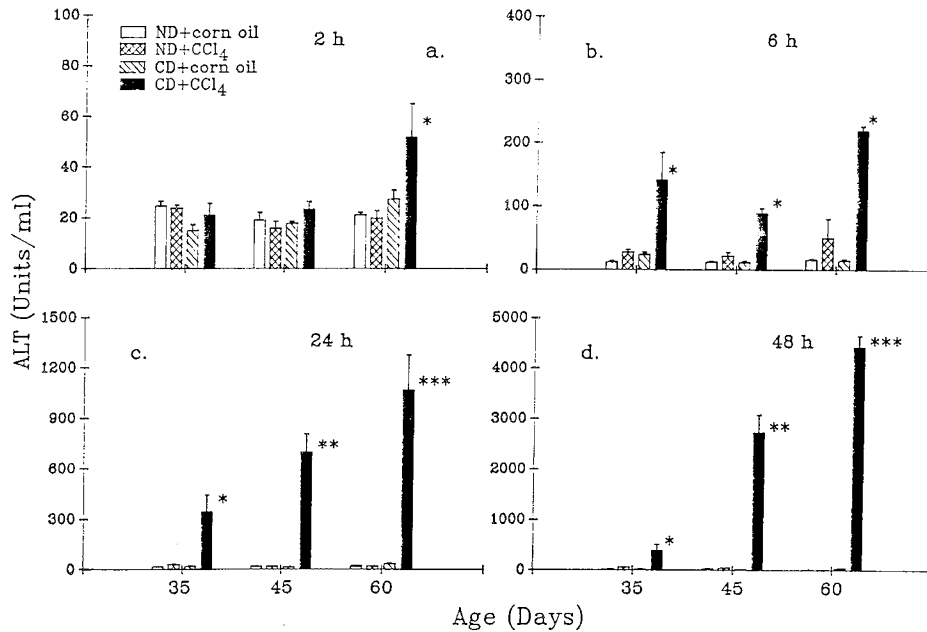 ND+corn oil
ND+CCl4
CD+corn oil
CD+CCl4
2 h
a.
100
80
60
40
20
0
*
b.
6 h
400
300
200
100
0
*
*
*
ALT (Units/ml)
c.
24 h
1500
1200
900
600
300
0
*
**
***
35
45
60
d.
48 h
5000
4000
3000
2000
1000
0
*
**
***
35
45
60
Age (Days)